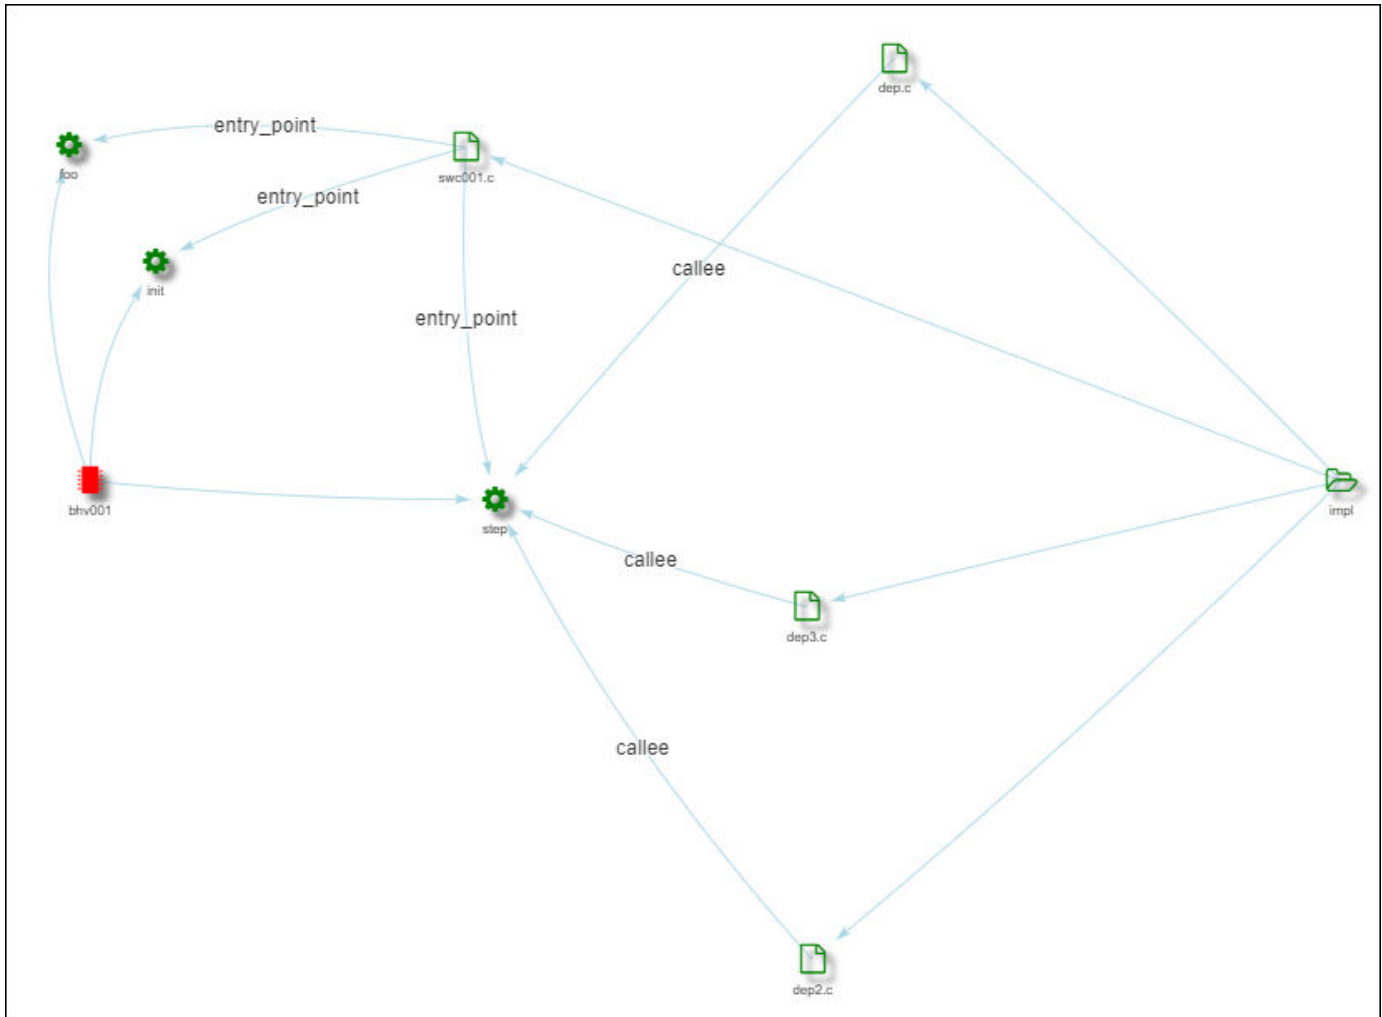 dep.c
entry_point
foo
swc001.c
entry_point
callee
init
entry_point
bhv001
step
impl
callee
dep3.c
callee
dep2.c